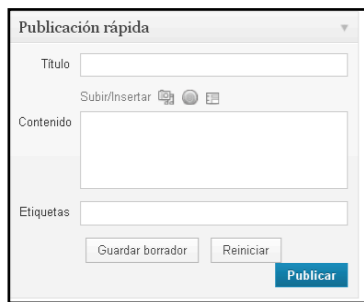 Publicación rápida
Título
Subir/Insertar
Contenido
Etiquetas
Guardar borrador Reiniciar
Publicar